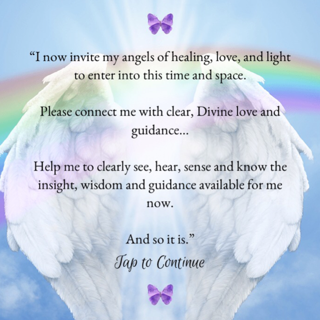 “I now invite my angels of healing, love, and light
to enter into this time and space.
Please connect me with clear, Divine love and
guidance...
Help me to clearly see, hear, sense and know the
insight, wisdom and guidance available for me
now.
And so it is.”
Tap to Continue